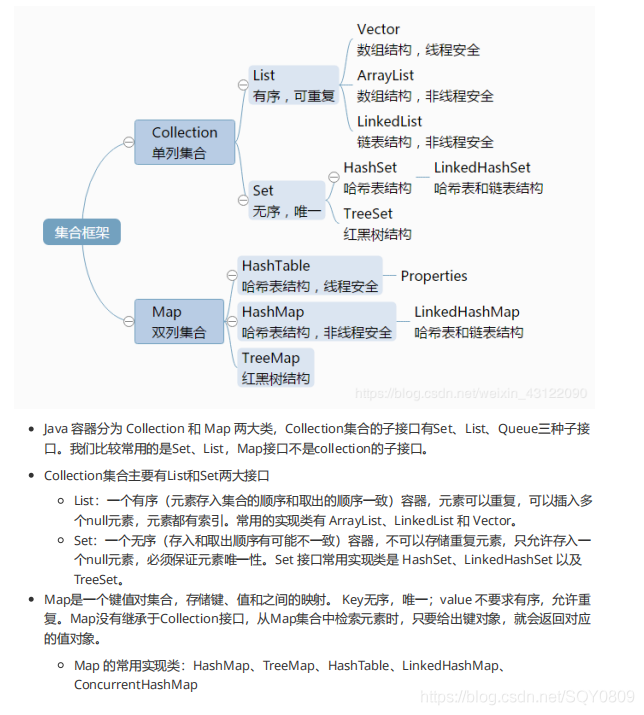 集合框架
Collection
单列集合
List
有序，可重复
Vector
数组结构，线程安全
ArrayList
数组结构，非线程安全
LinkedList
链表结构，非线程安全
Set
无序，唯一
HashSet
哈希表结构
LinkedHashSet
哈希表和链表结构
TreeSet
红黑树结构
Map
双列集合
HashTable
哈希表结构，线程安全
Properties
HashMap
哈希表结构，非线程安全
LinkedHashMap
哈希表和链表结构
TreeMap
红黑树结构
https://blog.csdn.net/weixin_43122090
Java 容器分为 Collection 和 Map 两大类，Collection集合的子接口有Set、List、Queue三种子接
口。我们比较常用的是Set、List，Map接口不是collection的子接口。
Collection集合主要有List和Set两大接口
List：一个有序（元素存入集合的顺序和取出的顺序一致）容器，元素可以重复，可以插入多
个null元素，元素都有索引。常用的实现类有 ArrayList、LinkedList 和 Vector。
Set：一个无序（存入和取出顺序有可能不一致）容器，不可以存储重复元素，只允许存入一
个null元素，必须保证元素唯一性。Set 接口常用实现类是 HashSet、LinkedHashSet 以及
TreeSet。
Map是一个键值对集合，存储键、值和之间的映射。 Key无序，唯一；value 不要求有序，允许重
复。Map没有继承于Collection接口，从Map集合中检索元素时，只要给出键对象，就会返回对应
的值对象。
Map 的常用实现类：HashMap、TreeMap、HashTable、LinkedHashMap、
ConcurrentHashMap
https://blog.csdn.net/SQY0809